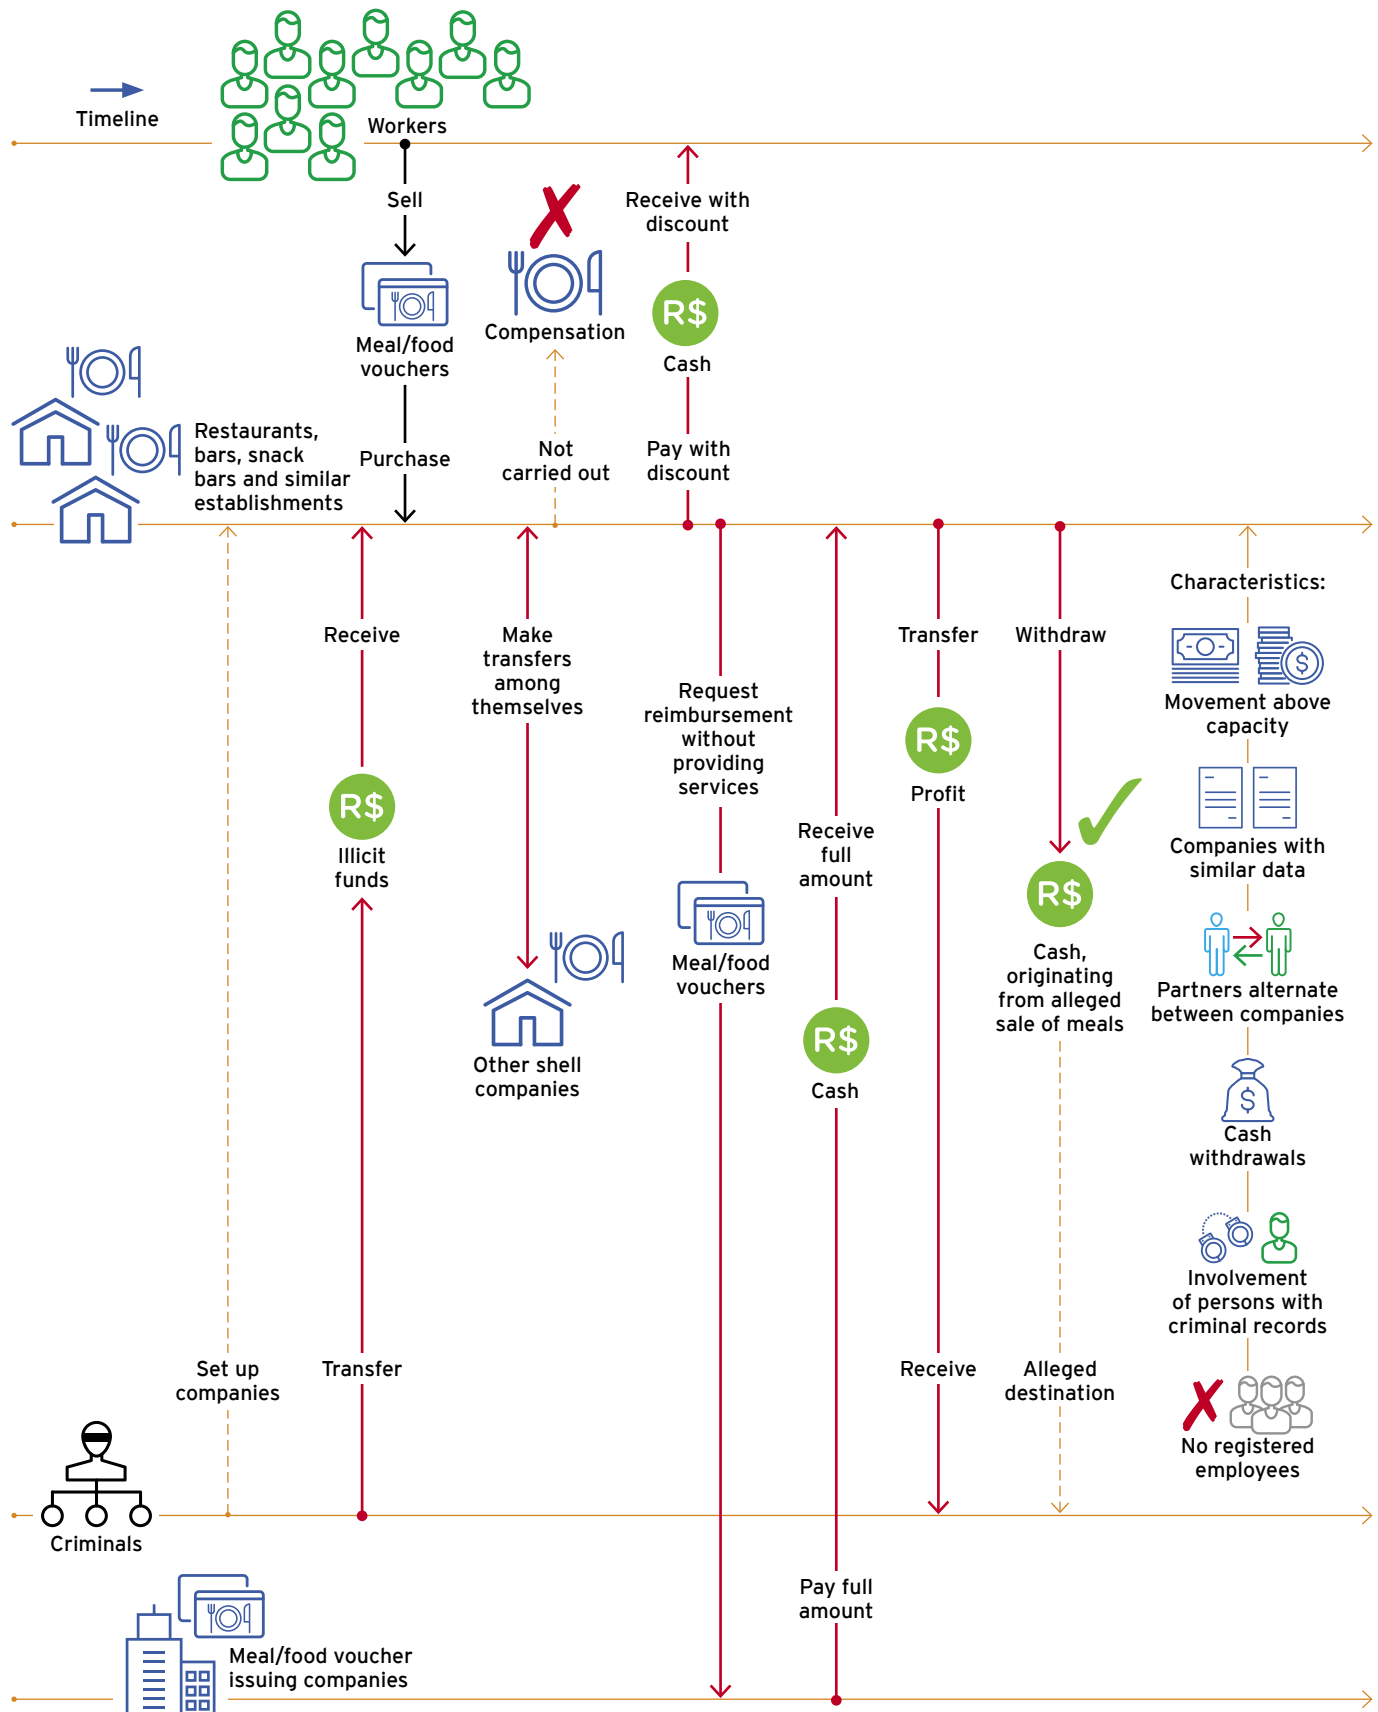 Timeline
Workers
Sell
Receive with
discount
R$
Compensation
Meal/food
vouchers
Cash
Restaurants,
bars, snack
bars and similar
establishments
Purchase
Not
carried out
Pay with
discount
Characteristics:
Receive
Make
transfers
among
themselves
Transfer
Withdraw
Request
reimbursement
without
providing
services
$
Movement above
capacity
R$
Profit
R$
Illicit
funds
Receive
full
amount
Companies with
similar data
R$
Cash,
originating
from alleged
sale of meals
Meal/food
vouchers
Partners alternate
between companies
R$
Cash
Other shell
companies
$
Cash
withdrawals
Involvement
of persons with
criminal records
Set up
companies
Transfer
Receive
Alleged
destination
No registered
employees
Criminals
Pay full
amount
Meal/food voucher
issuing companies